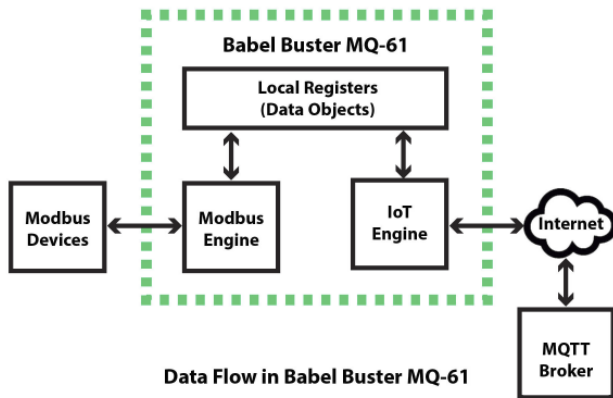 Babel Buster MQ-61
Local Registers
(Data Objects)
Modbus
Devices
Modbus
Engine
IoT
Engine
Internet
MQTT
Broker
Data Flow in Babel Buster MQ-61